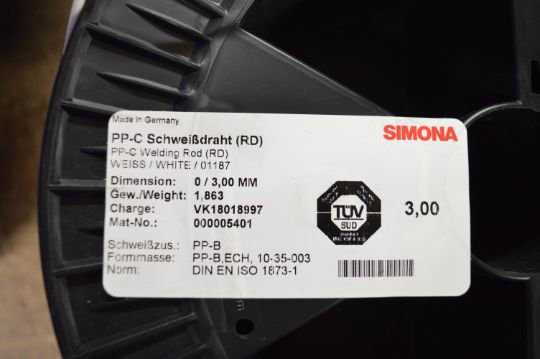 Made in Germany
SIMONA
PP-C Schweißdraht (RD)
PP-C Welding Rod (RD)
WEISS / WHITE / 01187
Dimension: 0 / 3,00 MM
Gew./Weight: 1,863
Charge: VK18018997
Mat-No.: 000005401
TÜV
SÜD
3,00
Schweißzus.: PP-B
Formmasse: PP-B,ECH, 10-35-003
Norm: DIN EN ISO 1873-1